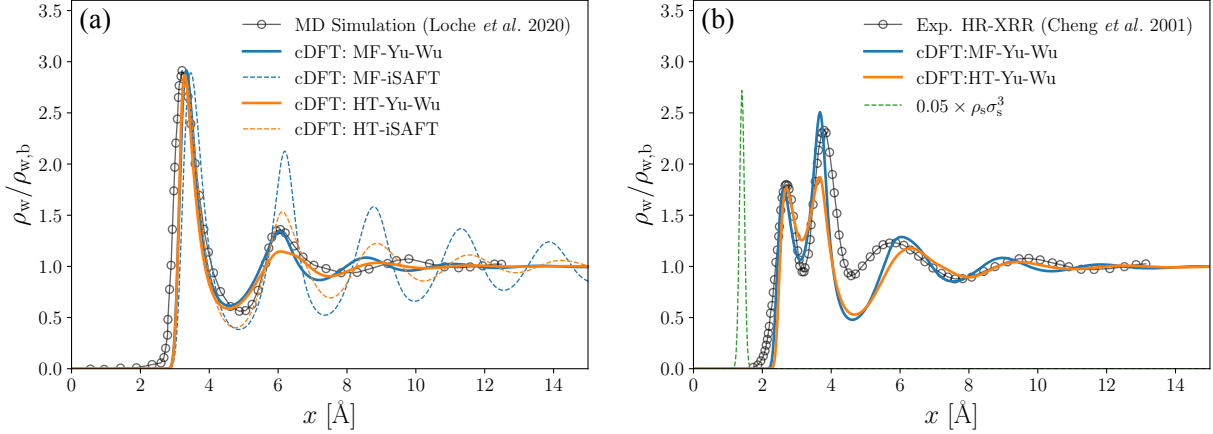 (a)
MD Simulation (Loche et al. 2020)
cDFT: MF-Yu-Wu
cDFT: MF-iSAFT
cDFT: HT-Yu-Wu
cDFT: HT-iSAFT
3.5
3.0
2.5
2.0
1.5
1.0
0.5
0.0
ρw/ρw,b
0 2 4 6 8 10 12 14
x [Å]
(b)
Exp. HR-XRR (Cheng et al. 2001)
cDFT:MF-Yu-Wu
cDFT:HT-Yu-Wu
0.05 × ρsσs³
3.5
3.0
2.5
2.0
1.5
1.0
0.5
0.0
ρw/ρw,b
0 2 4 6 8 10 12 14
x [Å]